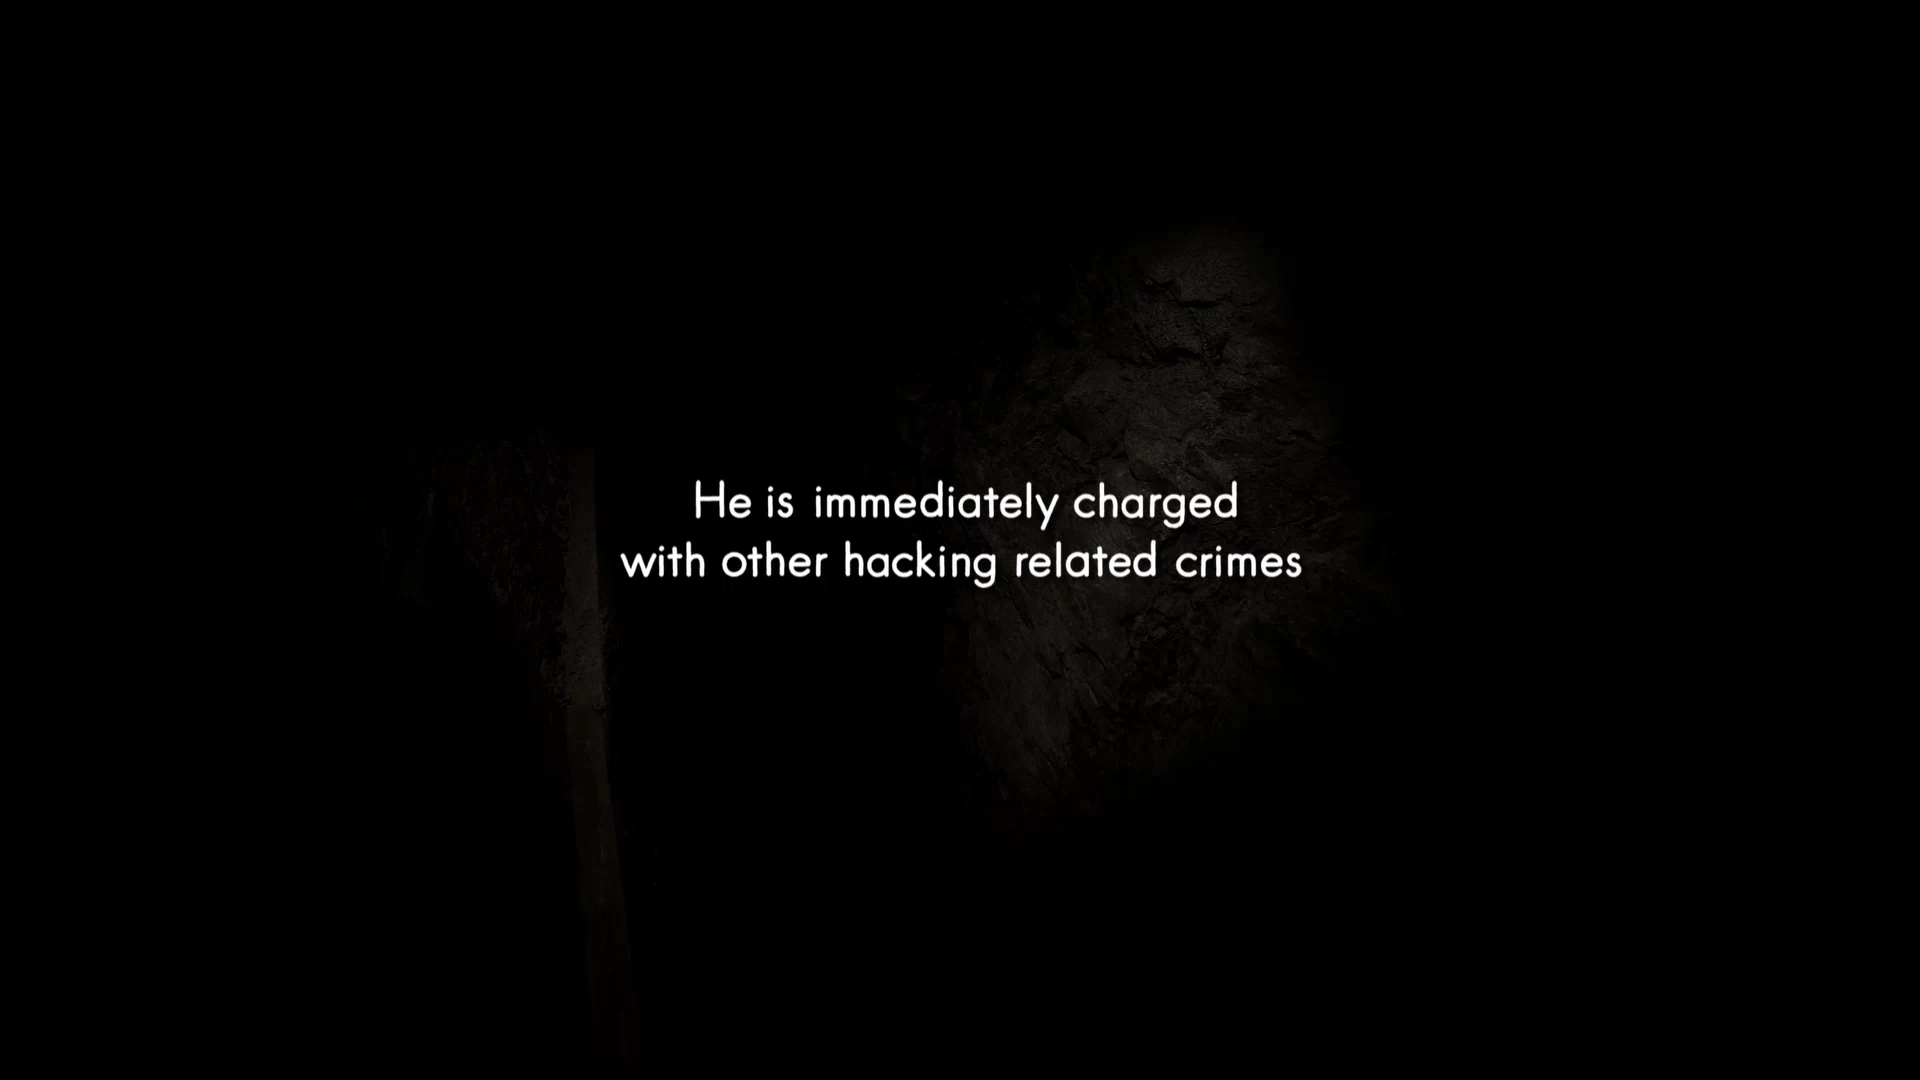 He is immediately charged
with other hacking related crimes